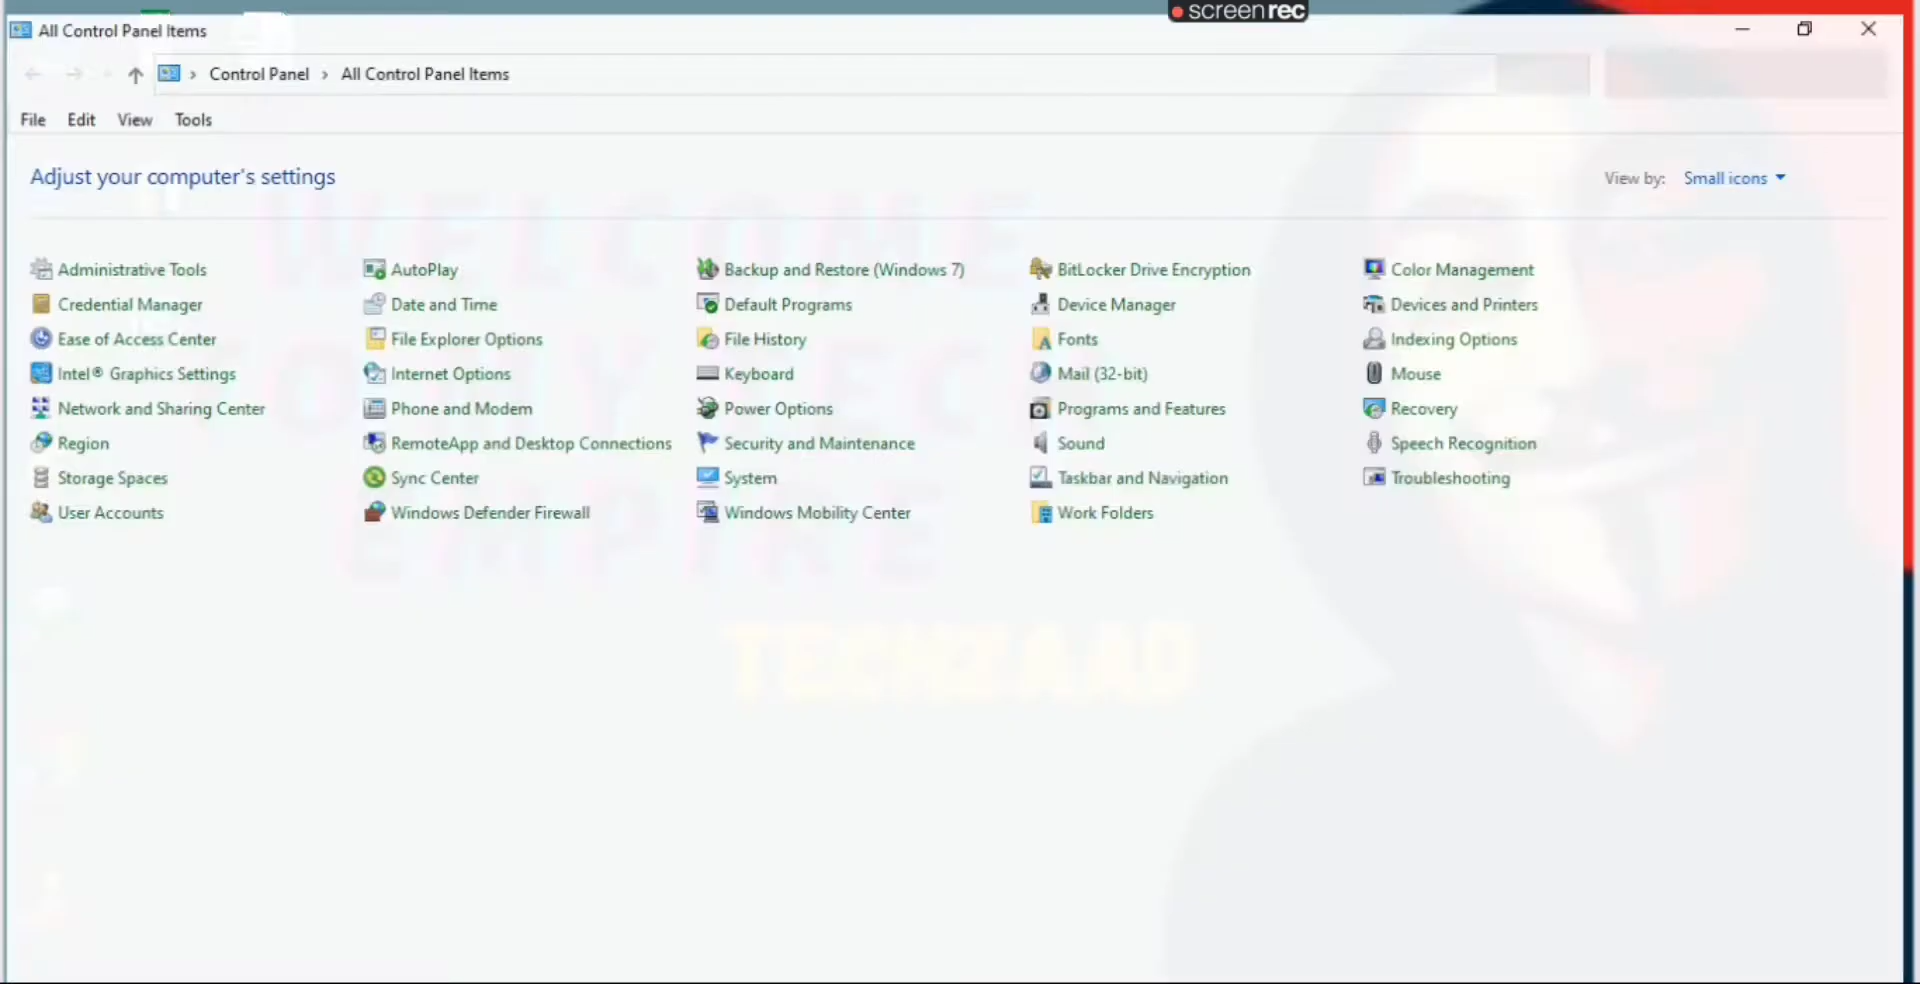 screenrec
All Control Panel Items
Control Panel › All Control Panel Items
File Edit View Tools
Adjust your computer's settings
View by: Small icons
Administrative Tools AutoPlay Backup and Restore (Windows 7) BitLocker Drive Encryption Color Management
Credential Manager Date and Time Default Programs Device Manager Devices and Printers
Ease of Access Center File Explorer Options File History Fonts Indexing Options
Intel® Graphics Settings Internet Options Keyboard Mail (32-bit) Mouse
Network and Sharing Center Phone and Modem Power Options Programs and Features Recovery
Region RemoteApp and Desktop Connections Security and Maintenance Sound Speech Recognition
Storage Spaces Sync Center System Taskbar and Navigation Troubleshooting
User Accounts Windows Defender Firewall Windows Mobility Center Work Folders
WELCOME
EMPIRE
TECHZAAD